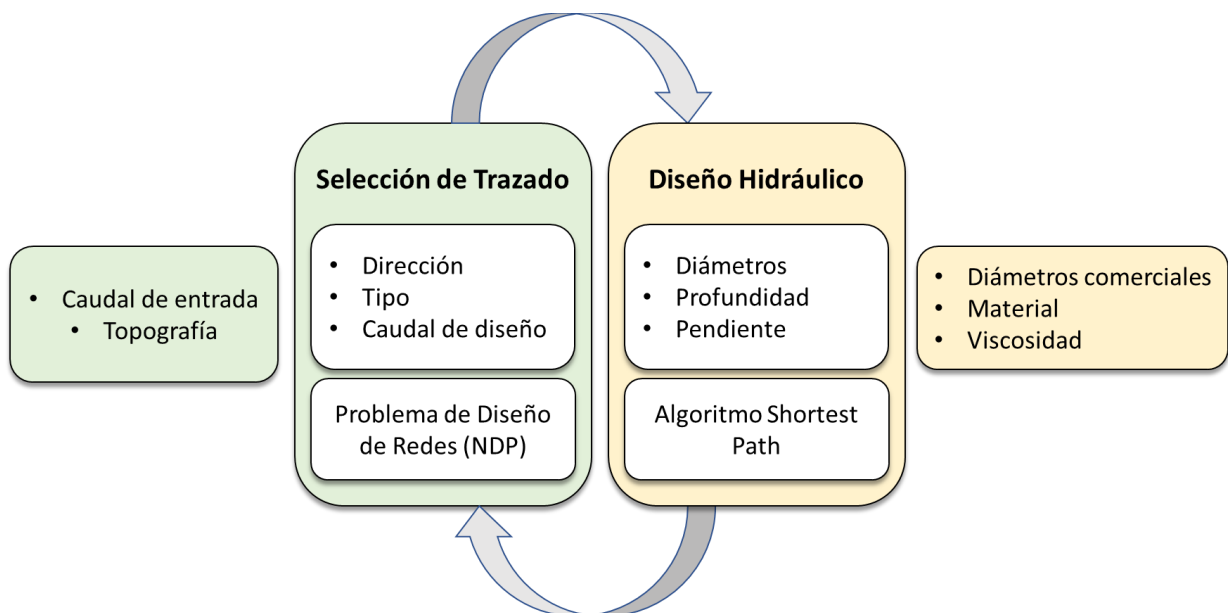 • Caudal de entrada
• Topografía
Selección de Trazado
• Dirección
• Tipo
• Caudal de diseño
Problema de Diseño
de Redes (NDP)
Diseño Hidráulico
• Diámetros
• Profundidad
• Pendiente
Algoritmo Shortest
Path
• Diámetros comerciales
• Material
• Viscosidad